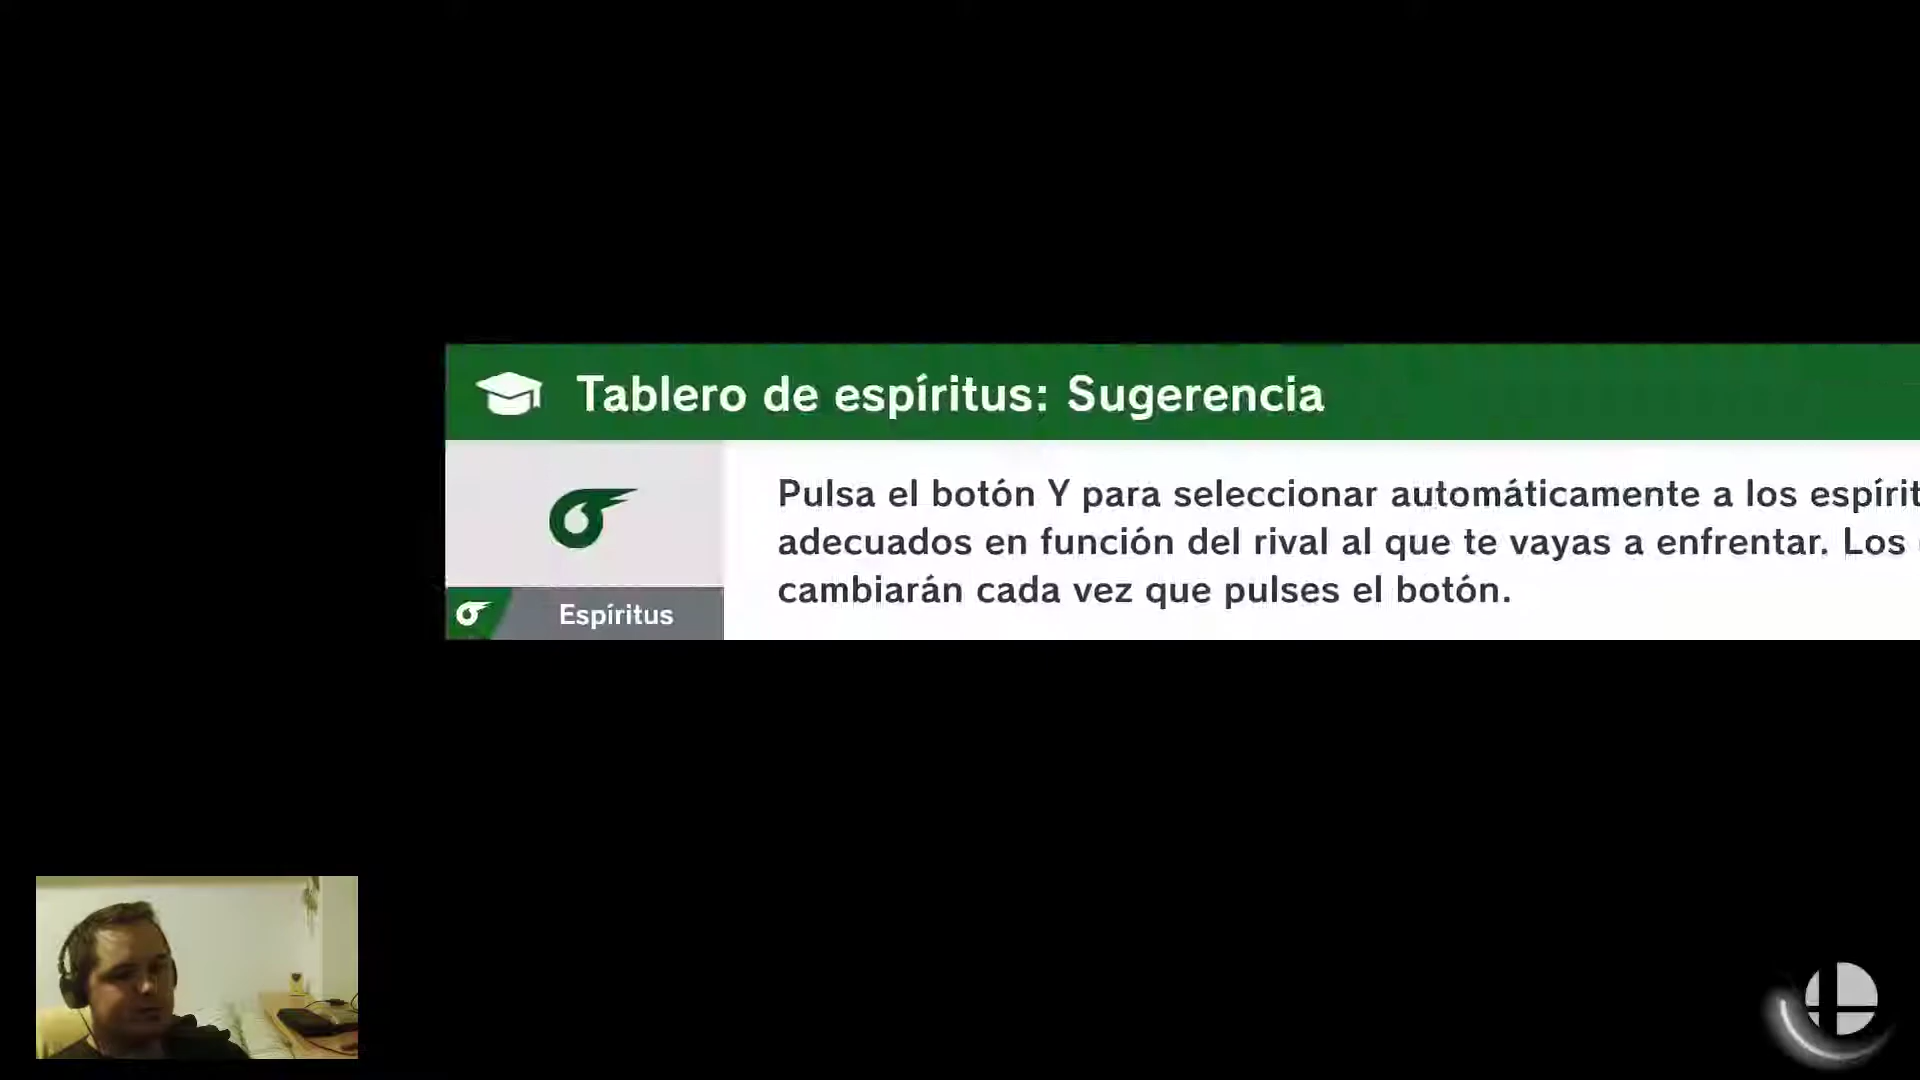 Tablero de espíritus: Sugerencia
Pulsa el botón Y para seleccionar automáticamente a los
adecuados en función del rival al que te vayas a enfrentar. Los
cambiarán cada vez que pulses el botón.
Espíritus